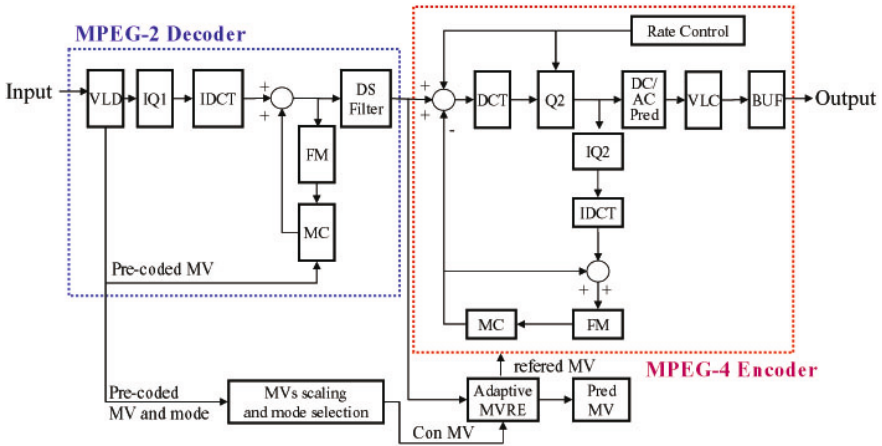 MPEG-2 Decoder
Input
VLD
IQ1
IDCT
+
+
DS
Filter
FM
MC
Pre-coded MV
Rate Control
+
+
-
DCT
Q2
DC/
AC
Pred
VLC
BUF
Output
IQ2
IDCT
+
+
MC
FM
MPEG-4 Encoder
refered MV
Pre-coded
MV and mode
MVs scaling
and mode selection
Con MV
Adaptive
MVRE
Pred
MV